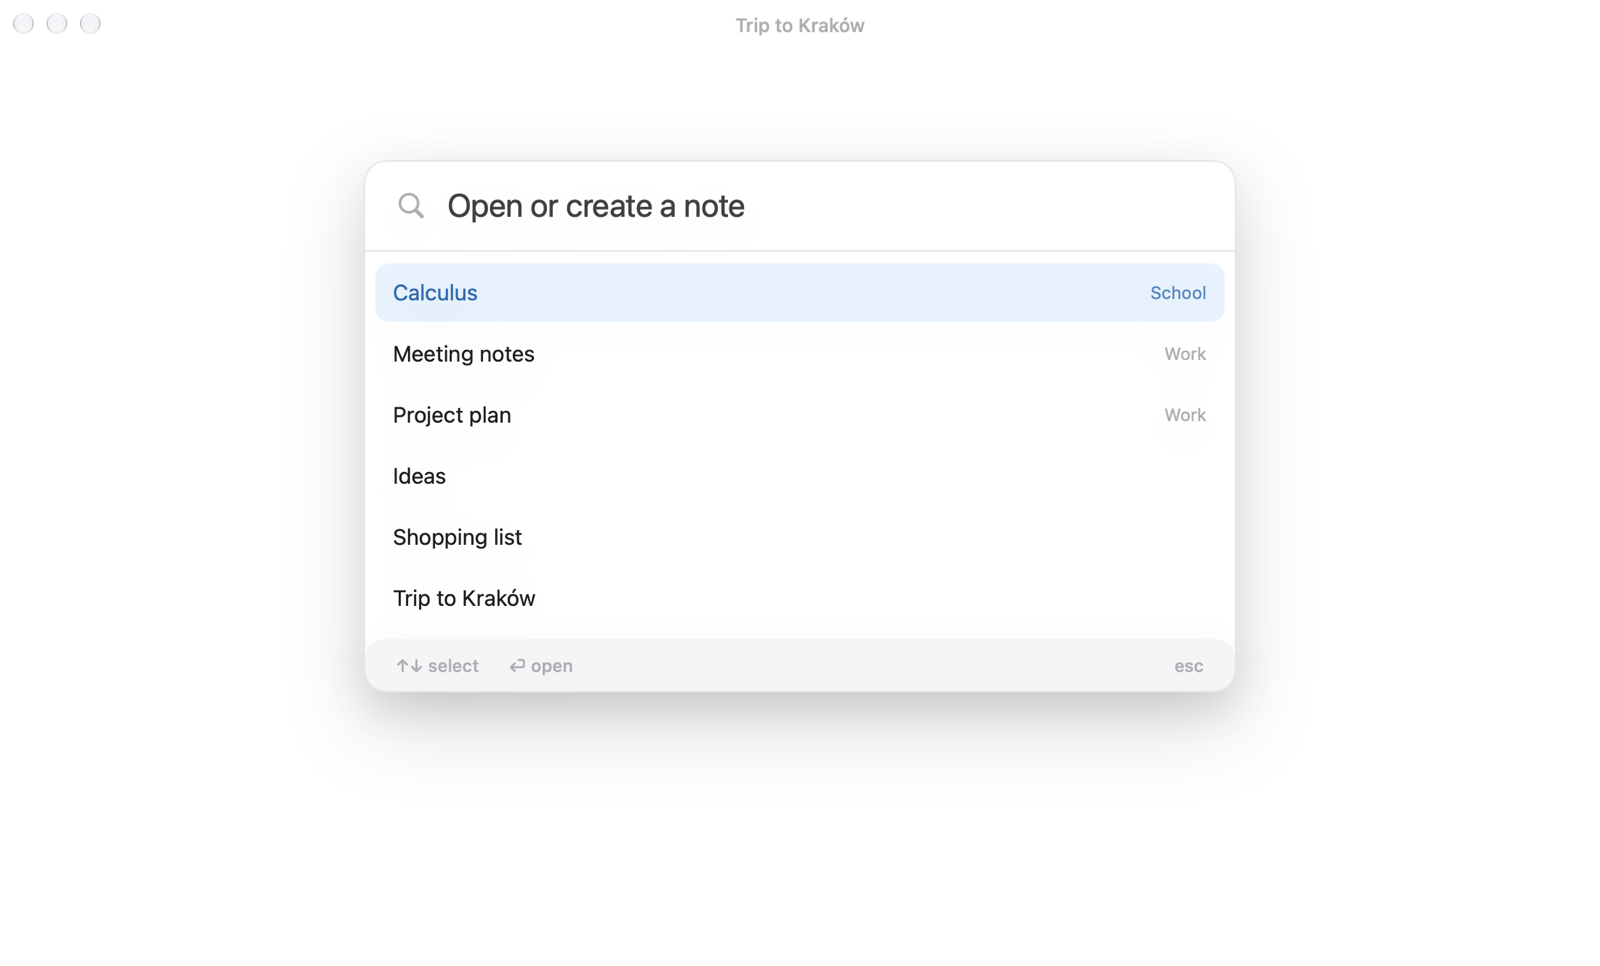 Trip to Kraków
Open or create a note
Calculus School
Meeting notes Work
Project plan Work
Ideas
Shopping list
Trip to Kraków
↑↓ select ↵ open esc